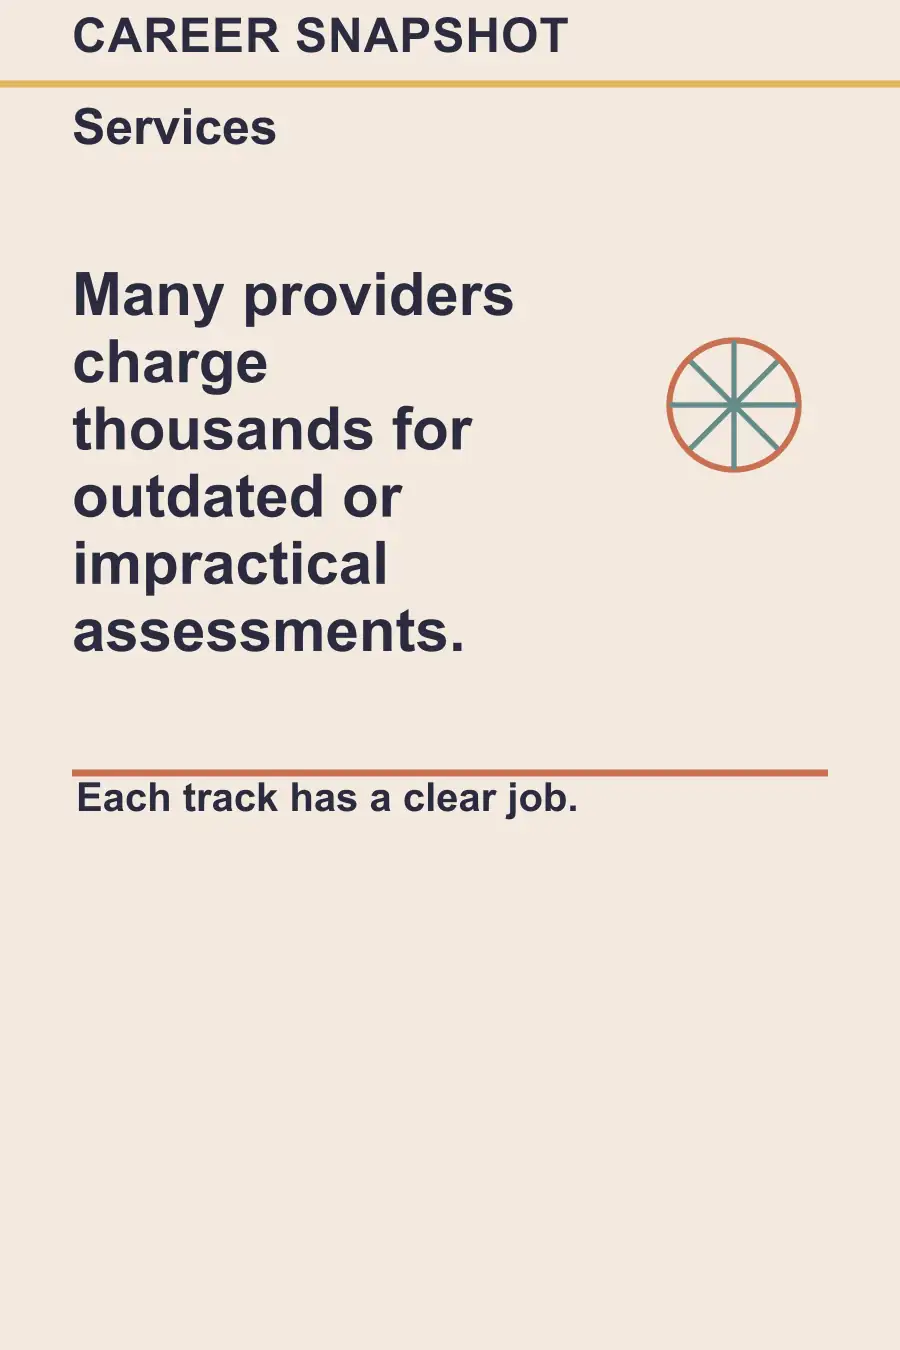 CAREER SNAPSHOT
Services
Many providers
charge
thousands for
outdated or
impractical
assessments.
Each track has a clear job.